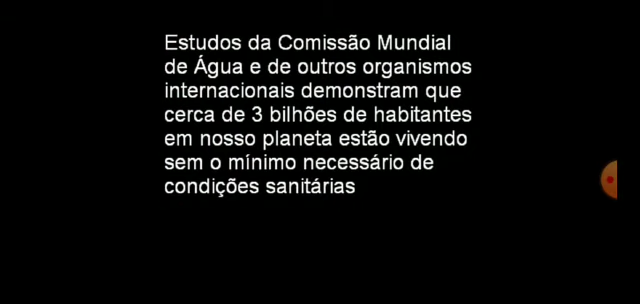 Estudos da Comissão Mundial
de Água e de outros organismos
internacionais demonstram que
cerca de 3 bilhões de habitantes
em nosso planeta estão vivendo
sem o mínimo necessário de
condições sanitárias